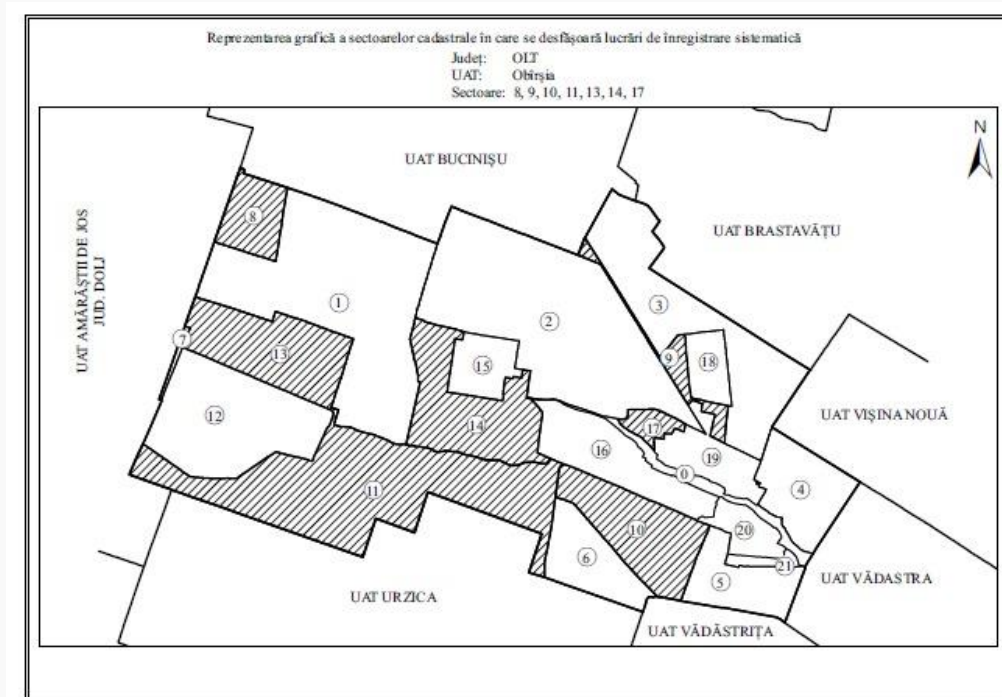 Reprezentarea grafică a sectoarelor cadastrale în care se desfășoară lucrări de înregistrare sistematică
Județ: OLT
UAT: Obîrșia
Sectoare: 8, 9, 10, 11, 13, 14, 17
N
UAT BUCINIȘU
UAT BRASTAVĂȚU
UAT AMĂRĂȘTII DE JOS
JUD. DOLJ
8
1
2
3
7
13
15
9
18
12
14
17
UAT VIȘINA NOUĂ
16
19
0
11
4
10
20
6
21
5
UAT VĂDASTRA
UAT URZICA
UAT VĂDĂSTRIȚA